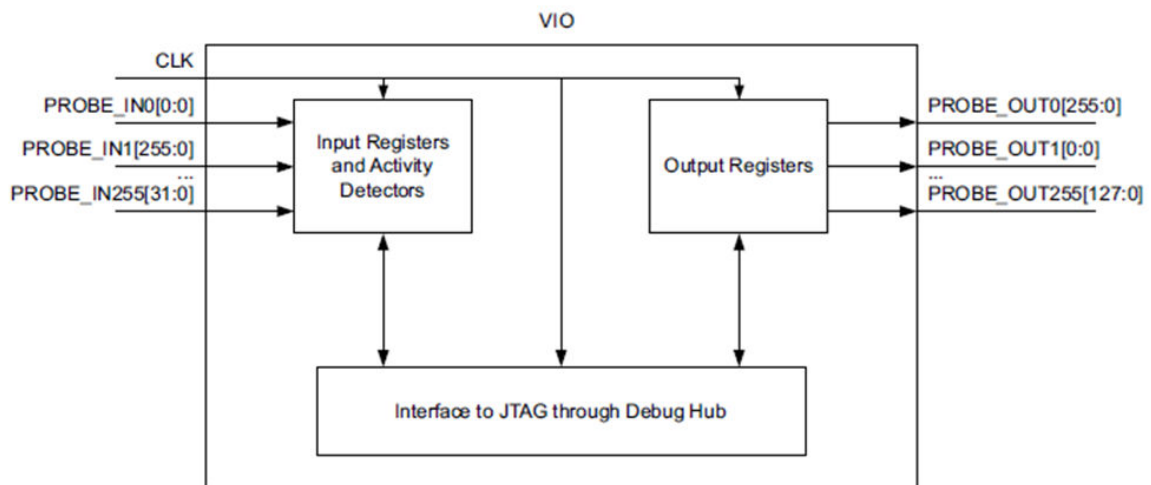 VIO
CLK
PROBE_IN0[0:0]
PROBE_IN1[255:0]
...
PROBE_IN255[31:0]
Input Registers
and Activity
Detectors
Output Registers
PROBE_OUT0[255:0]
PROBE_OUT1[0:0]
...
PROBE_OUT255[127:0]
Interface to JTAG through Debug Hub